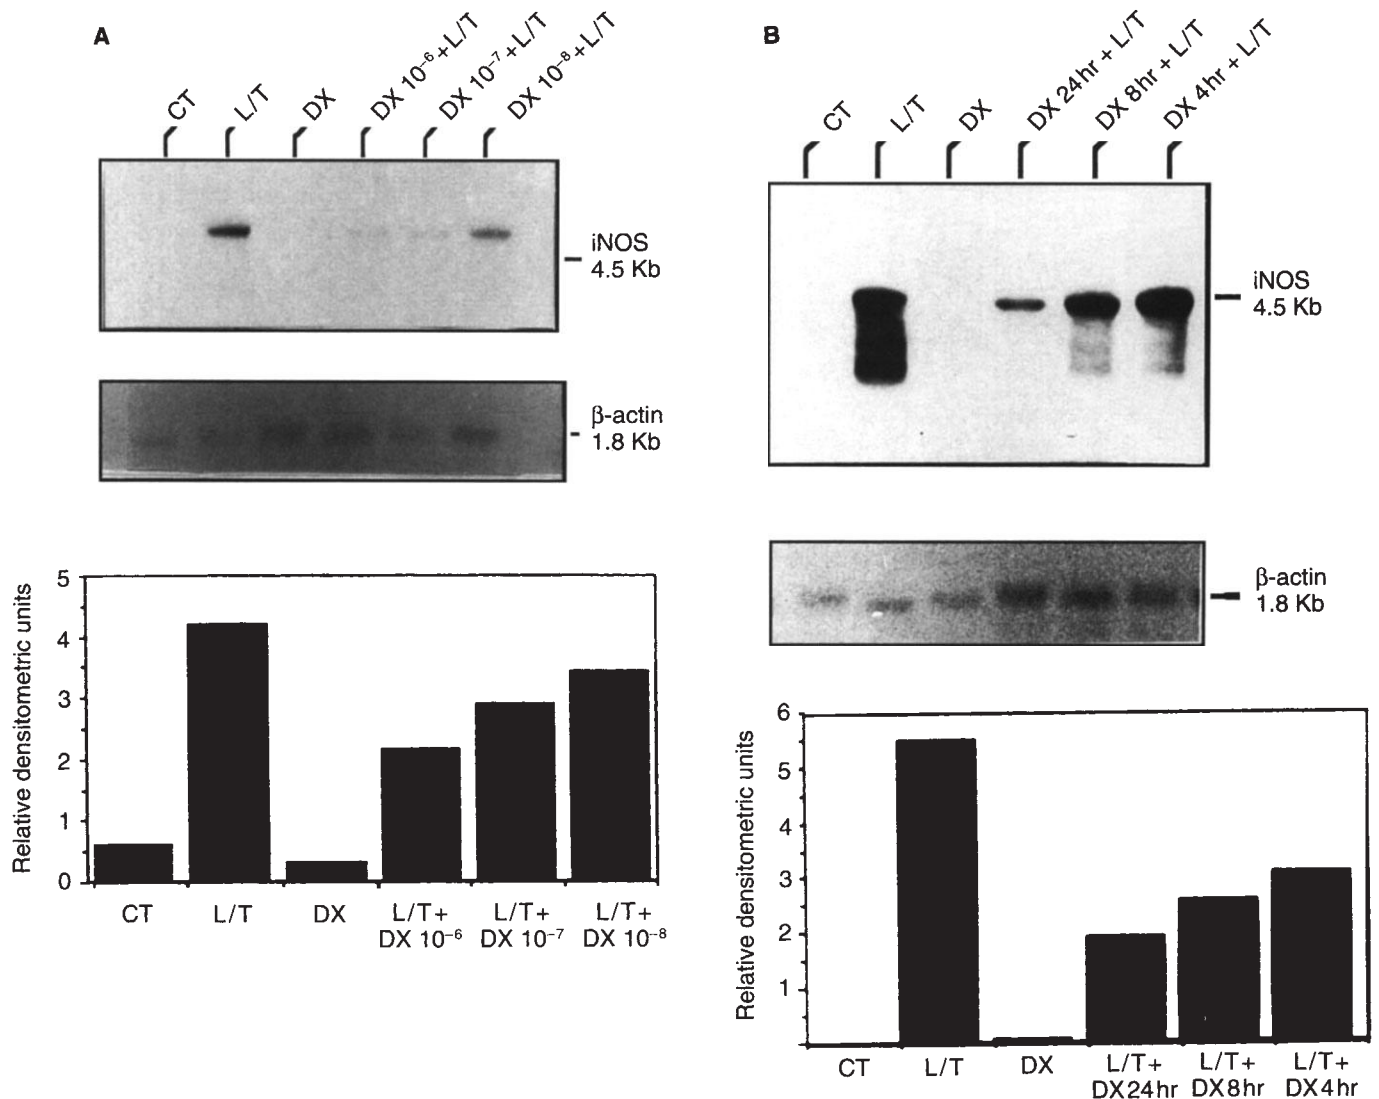 A
CT
L/T
DX
DX 10⁻⁶+L/T
DX 10⁻⁷+L/T
DX 10⁻⁸+L/T
iNOS
4.5 Kb
β-actin
1.8 Kb
Relative densitometric units
5
4
3
2
1
0
CT
L/T
DX
L/T+
DX 10⁻⁶
L/T+
DX 10⁻⁷
L/T+
DX 10⁻⁸
B
CT
L/T
DX
DX 24hr + L/T
DX 8hr + L/T
DX 4hr + L/T
iNOS
4.5 Kb
β-actin
1.8 Kb
Relative densitometric units
6
5
4
3
2
1
CT
L/T
DX
L/T+
DX24hr
L/T+
DX8hr
L/T+
DX4hr